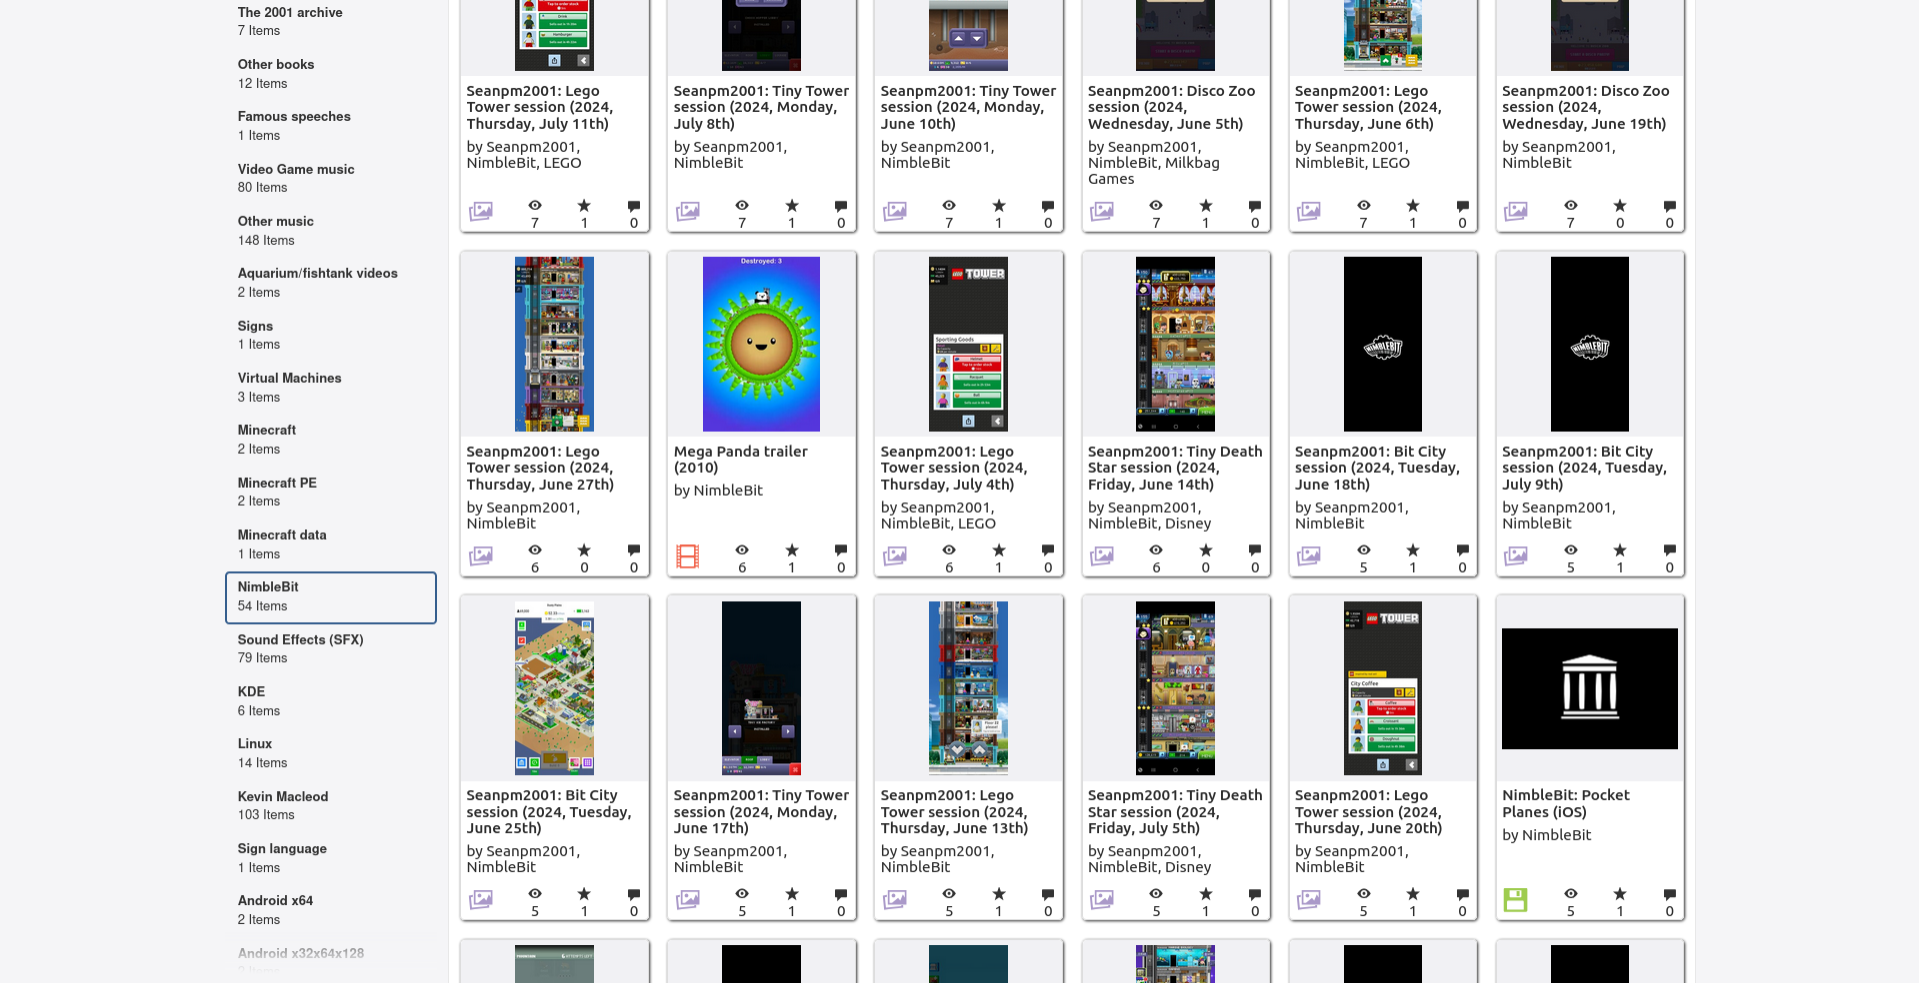 The 2001 archive
7 Items
Other books
12 Items
Famous speeches
1 Items
Video Game music
80 Items
Other music
148 Items
Aquarium/fishtank videos
2 Items
Signs
1 Items
Virtual Machines
3 Items
Minecraft
2 Items
Minecraft PE
2 Items
Minecraft data
1 Items
NimbleBit
54 Items
Sound Effects (SFX)
79 Items
KDE
6 Items
Linux
14 Items
Kevin Macleod
103 Items
Sign language
1 Items
Android x64
2 Items
Android x32x64x128
Seanpm2001: Lego
Tower session (2024,
Thursday, July 11th)
by Seanpm2001,
NimbleBit, LEGO
7 1 0
Seanpm2001: Tiny Tower
session (2024, Monday,
July 8th)
by Seanpm2001,
NimbleBit
7 1 0
Seanpm2001: Tiny Tower
session (2024, Monday,
June 10th)
by Seanpm2001,
NimbleBit
7 1 0
Seanpm2001: Disco Zoo
session (2024,
Wednesday, June 5th)
by Seanpm2001,
NimbleBit, Milkbag
Games
7 1 0
Seanpm2001: Lego
Tower session (2024,
Thursday, June 6th)
by Seanpm2001,
NimbleBit, LEGO
7 1 0
Seanpm2001: Disco Zoo
session (2024,
Wednesday, June 19th)
by Seanpm2001,
NimbleBit
7 0 0
Seanpm2001: Lego
Tower session (2024,
Thursday, June 27th)
by Seanpm2001,
NimbleBit
6 0 0
Destroyed: 3
Mega Panda trailer
(2010)
by NimbleBit
6 1 0
TOWER
Sporting Goods
Seanpm2001: Lego
Tower session (2024,
Thursday, July 4th)
by Seanpm2001,
NimbleBit, LEGO
6 1 0
Seanpm2001: Tiny Death
Star session (2024,
Friday, June 14th)
by Seanpm2001,
NimbleBit, Disney
6 0 0
NIMBLEBIT
Seanpm2001: Bit City
session (2024, Tuesday,
June 18th)
by Seanpm2001,
NimbleBit
5 1 0
NIMBLEBIT
Seanpm2001: Bit City
session (2024, Tuesday,
July 9th)
by Seanpm2001,
NimbleBit
5 1 0
Seanpm2001: Bit City
session (2024, Tuesday,
June 25th)
by Seanpm2001,
NimbleBit
5 1 0
Seanpm2001: Tiny Tower
session (2024, Monday,
June 17th)
by Seanpm2001,
NimbleBit
5 1 0
Seanpm2001: Lego
Tower session (2024,
Thursday, June 13th)
by Seanpm2001,
NimbleBit
5 1 0
Seanpm2001: Tiny Death
Star session (2024,
Friday, July 5th)
by Seanpm2001,
NimbleBit, Disney
5 1 0
TOWER
City Coffee
Seanpm2001: Lego
Tower session (2024,
Thursday, June 20th)
by Seanpm2001,
NimbleBit
5 1 0
NimbleBit: Pocket
Planes (iOS)
by NimbleBit
5 1 0